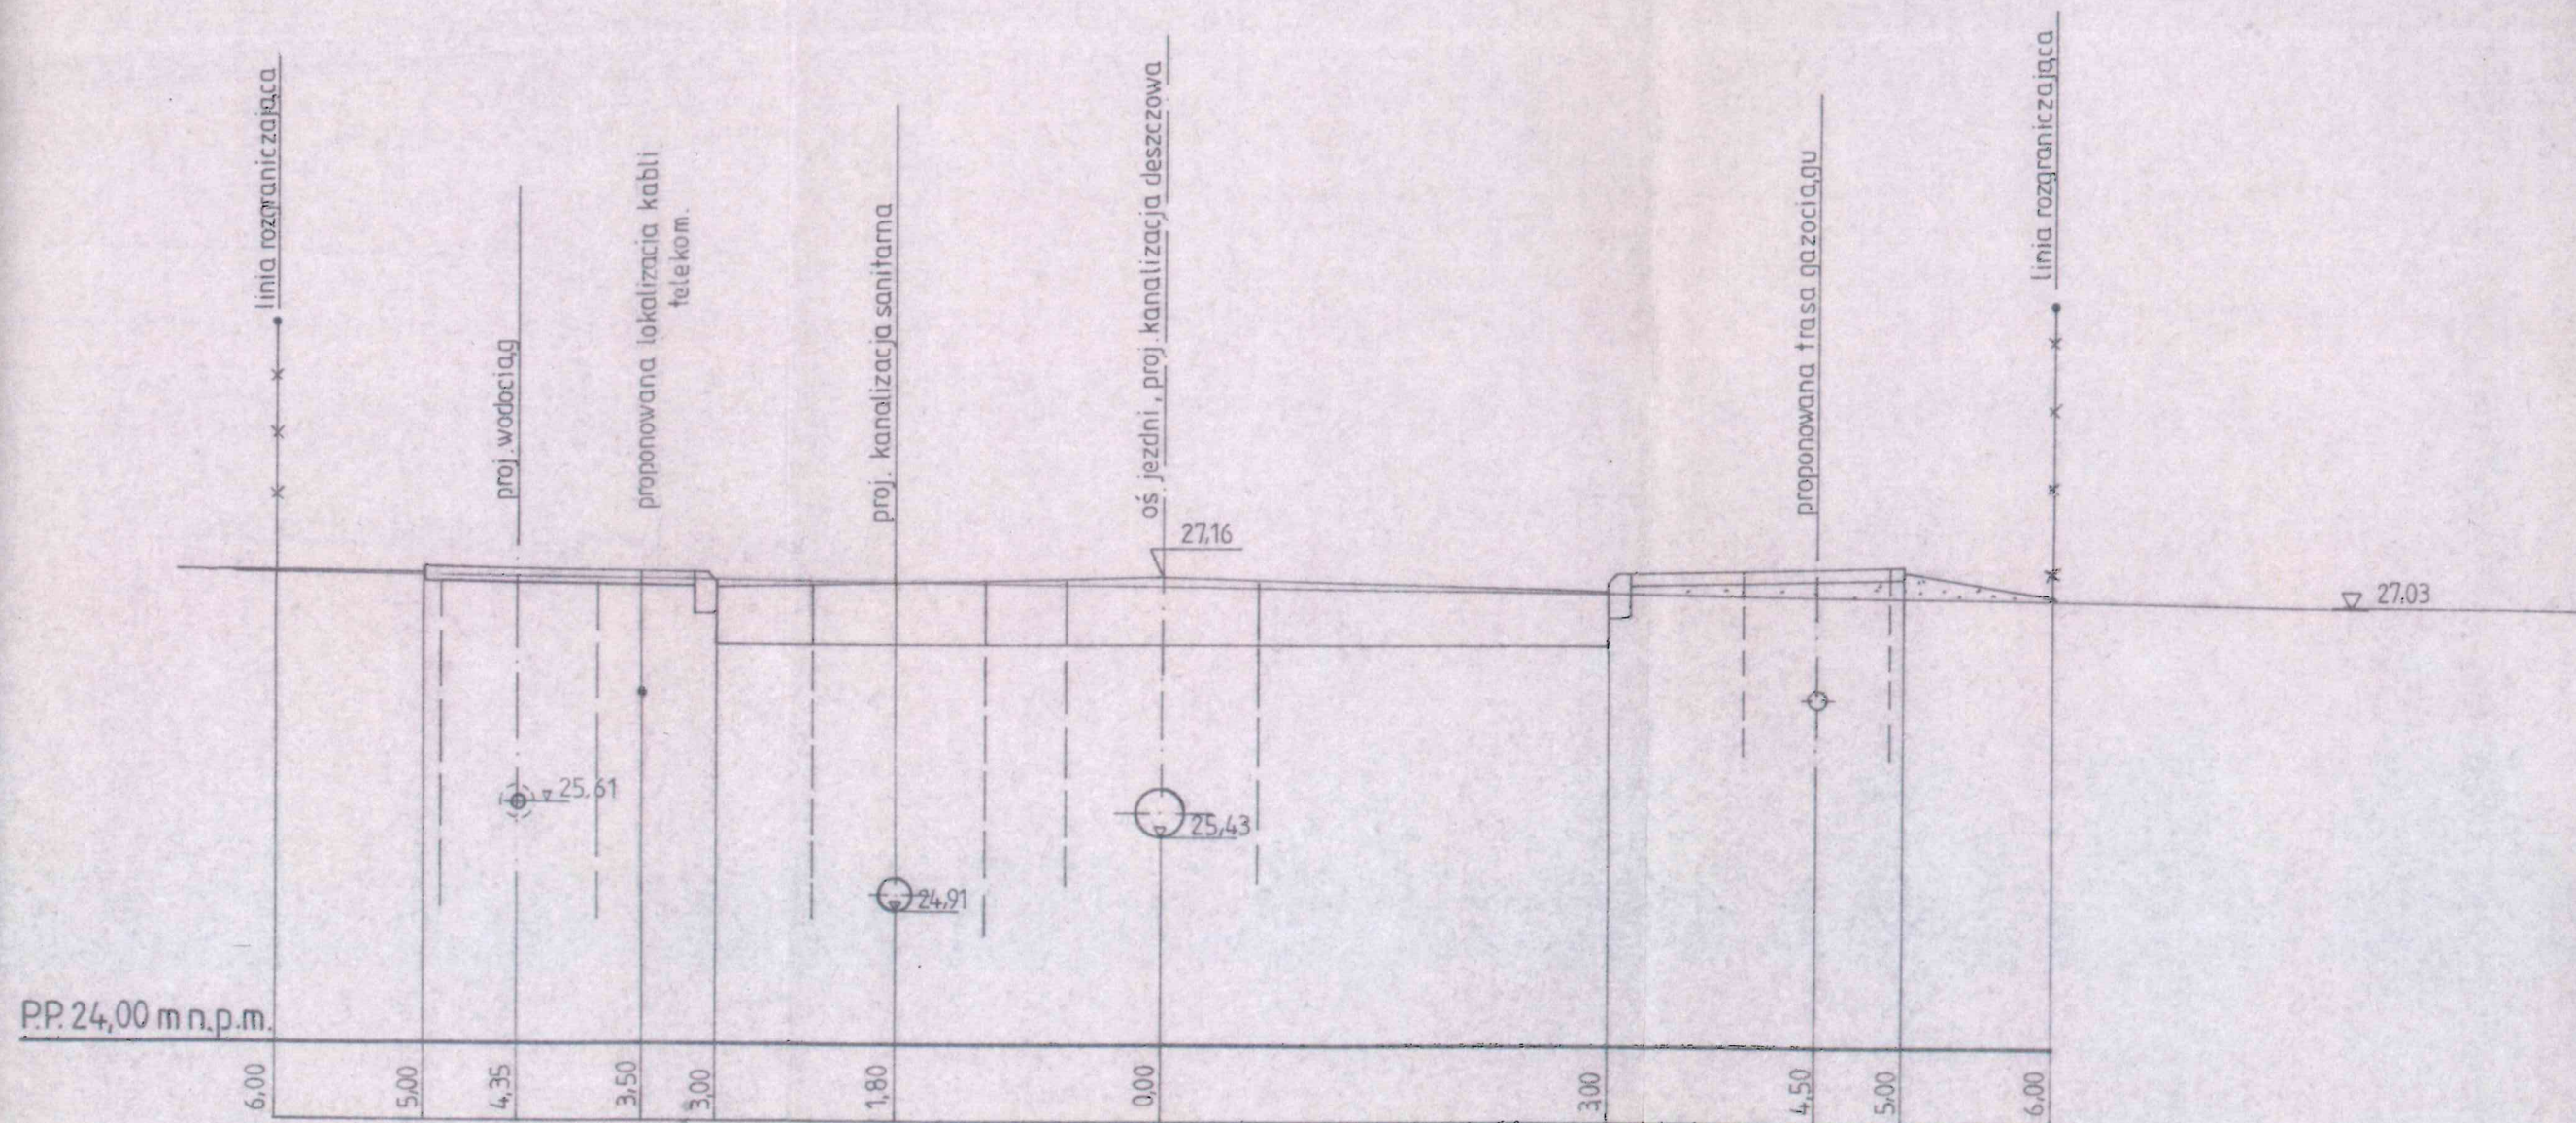 linia rozgraniczająca
proj. wodociąg
proponowana lokalizacia kabli
telekom.
proj. kanalizacja sanitarna
oś jezdni, proj. kanalizacja deszczowa
proponowana trasa gazociągu
linia rozgraniczająca
27,16
27.03
25,61
25,43
24,91
P.P. 24,00 m n.p.m.
6,00
5,00
4,35
3,50
3,00
1,80
0,00
3,00
4,50
5,00
6,00